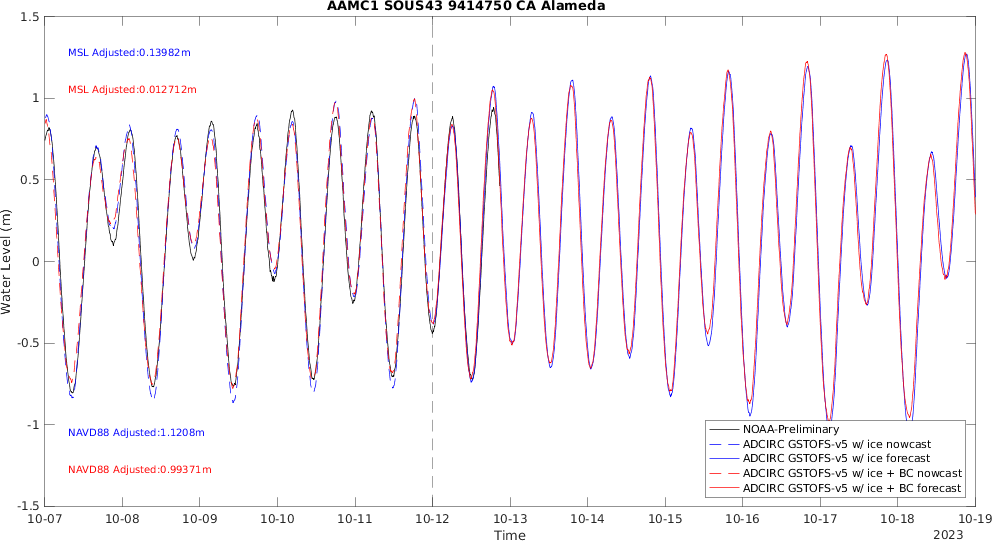 AAMC1 SOUS43 9414750 CA Alameda
1.5
MSL Adjusted:0.13982m
MSL Adjusted:0.012712m
1
0.5
Water Level (m)
0
-0.5
-1
NAVD88 Adjusted:1.1208m
NAVD88 Adjusted:0.99371m
NOAA-Preliminary
ADCIRC GSTOFS-v5 w/ ice nowcast
ADCIRC GSTOFS-v5 w/ ice forecast
ADCIRC GSTOFS-v5 w/ ice + BC nowcast
ADCIRC GSTOFS-v5 w/ ice + BC forecast
-1.5
10-07 10-08 10-09 10-10 10-11 10-12 10-13 10-14 10-15 10-16 10-17 10-18 10-19
Time
2023